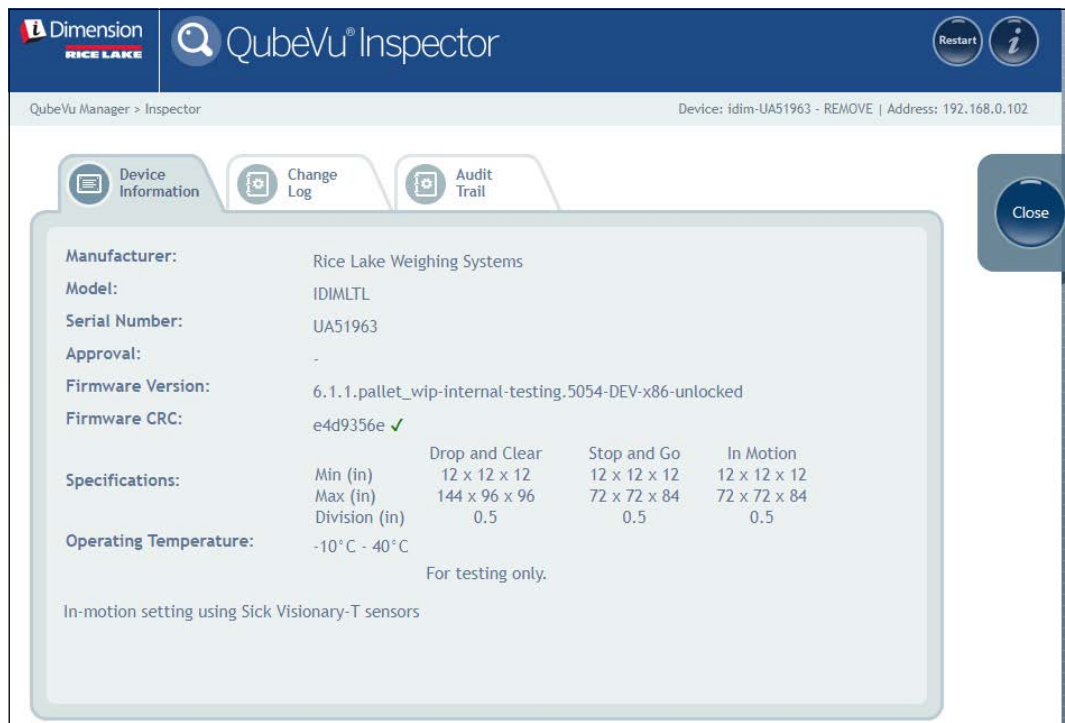 i Dimension
RICE LAKE
QubeVu® Inspector
Restart
i
QubeVu Manager > Inspector
Device: idim-UA51963 - REMOVE | Address: 192.168.0.102
Device
Information
Change
Log
Audit
Trail
Close
Manufacturer: Rice Lake Weighing Systems
Model: IDIMLTL
Serial Number: UA51963
Approval: -
Firmware Version: 6.1.1.pallet_wip-internal-testing.5054-DEV-x86-unlocked
Firmware CRC: e4d9356e ✓
Drop and Clear Stop and Go In Motion
Specifications: Min (in) 12 x 12 x 12 12 x 12 x 12 12 x 12 x 12
Max (in) 144 x 96 x 96 72 x 72 x 84 72 x 72 x 84
Division (in) 0.5 0.5 0.5
Operating Temperature: -10°C - 40°C
For testing only.
In-motion setting using Sick Visionary-T sensors